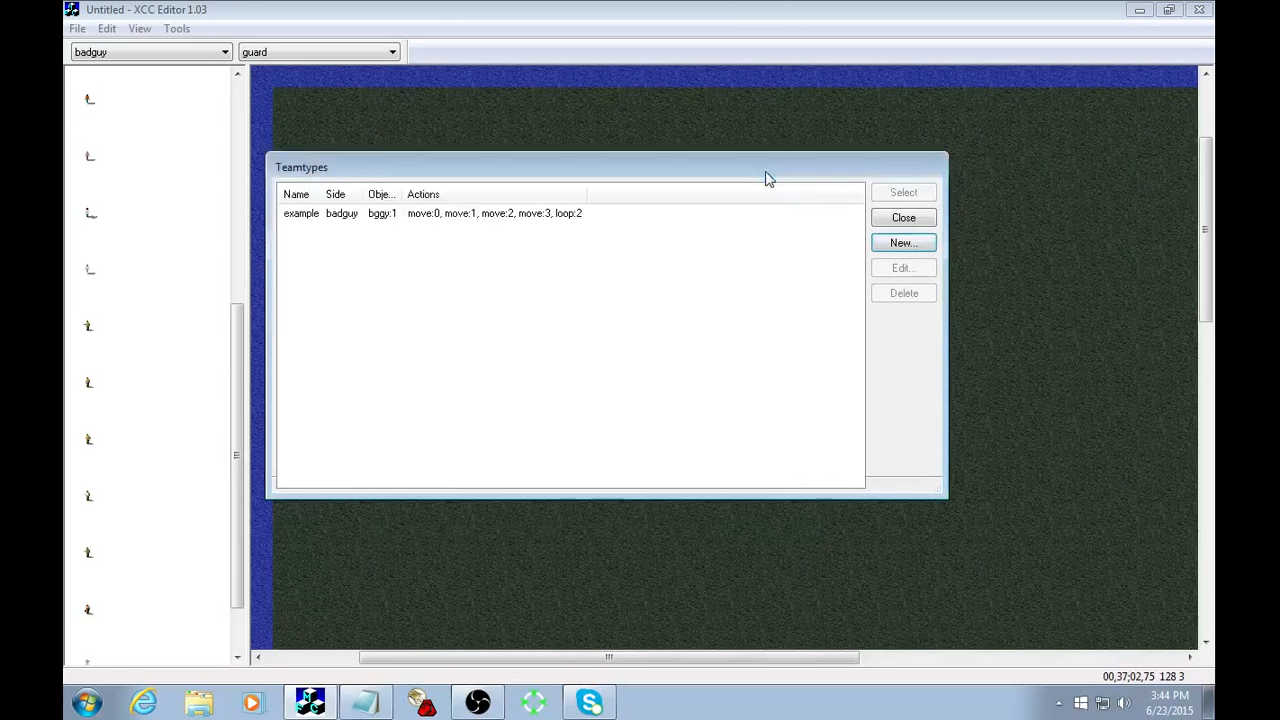 Untitled - XCC Editor 1.03
File Edit View Tools
badguy guard
Teamtypes
Name Side Obje... Actions
example badguy bggy:1 move:0, move:1, move:2, move:3, loop:2
Select
Close
New...
Edit...
Delete
00,37;02,75 128 3
3:44 PM
6/23/2015